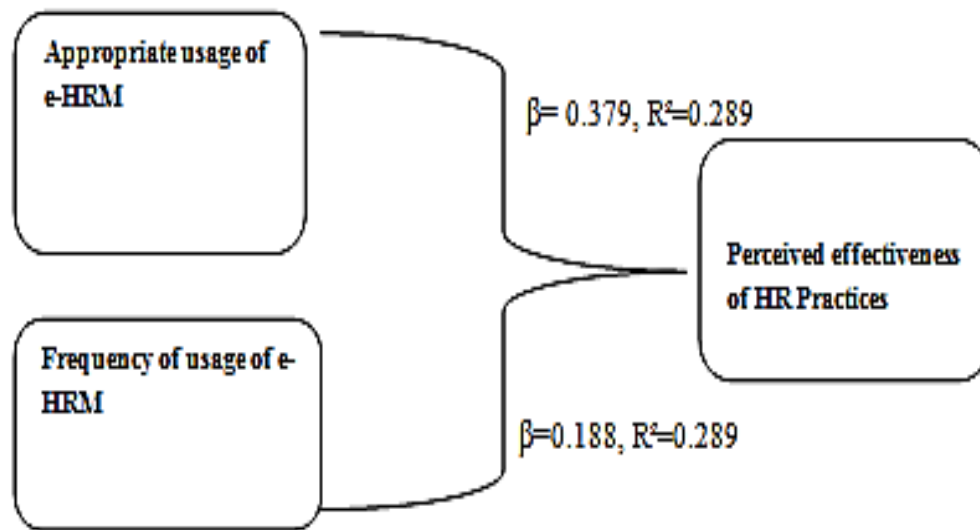 Appropriate usage of
e-HRM
β= 0.379, R²=0.289
Perceived effectiveness
of HR Practices
Frequency of usage of e-
HRM
β=0.188, R²=0.289